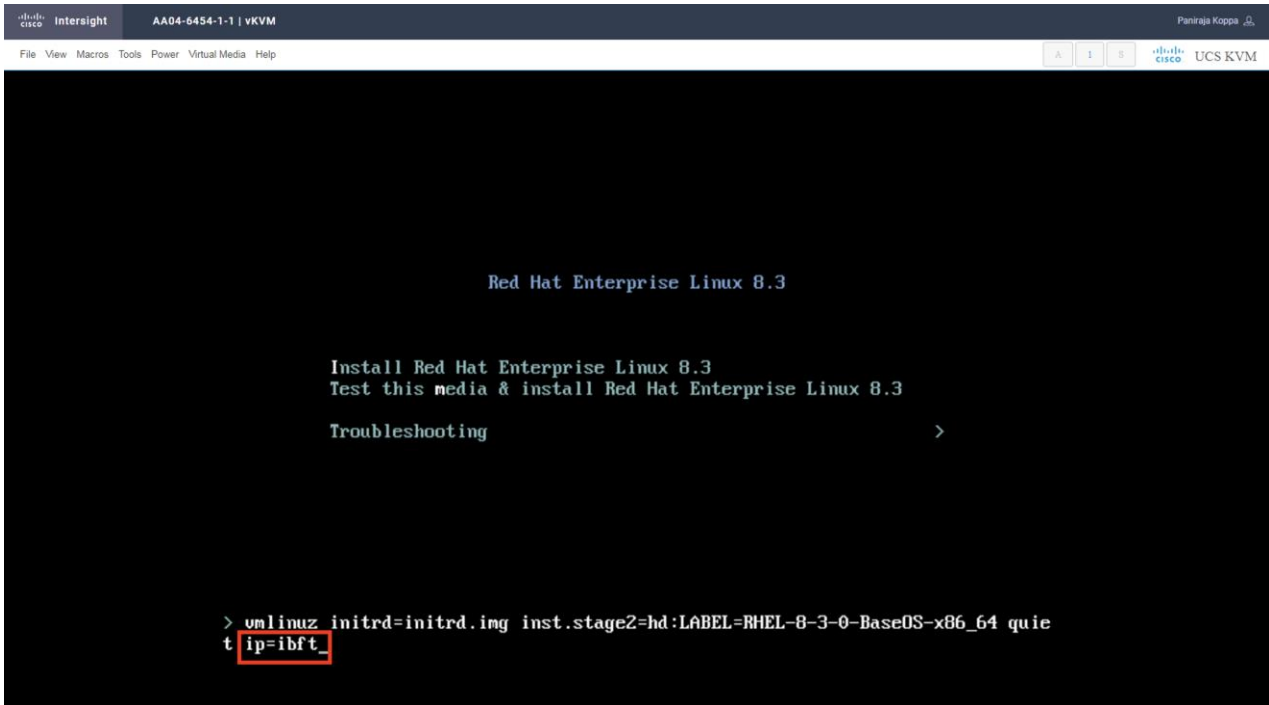 cisco Intersight AA04-6454-1-1 | vKVM Paniraja Koppa
File View Macros Tools Power Virtual Media Help A 1 S cisco UCS KVM
Red Hat Enterprise Linux 8.3
Install Red Hat Enterprise Linux 8.3
Test this media & install Red Hat Enterprise Linux 8.3
Troubleshooting >
> vmlinuz initrd=initrd.img inst.stage2=hd:LABEL=RHEL-8-3-0-BaseOS-x86_64 quie
t ip=ibft_